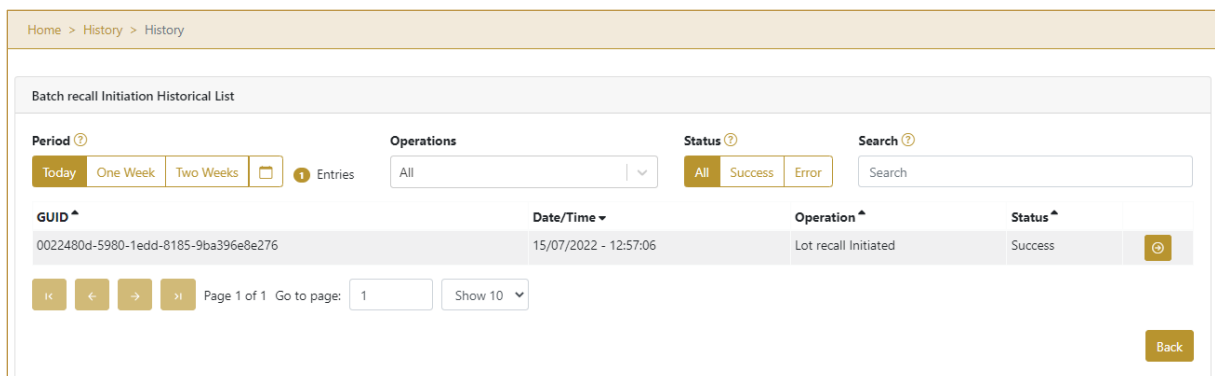 Home > History > History
Batch recall Initiation Historical List
Period Operations Status Search
Today One Week Two Weeks 1 Entries All All Success Error Search
GUID Date/Time Operation Status
0022480d-5980-1edd-8185-9ba396e8e276 15/07/2022 - 12:57:06 Lot recall Initiated Success
Page 1 of 1 Go to page: 1 Show 10
Back